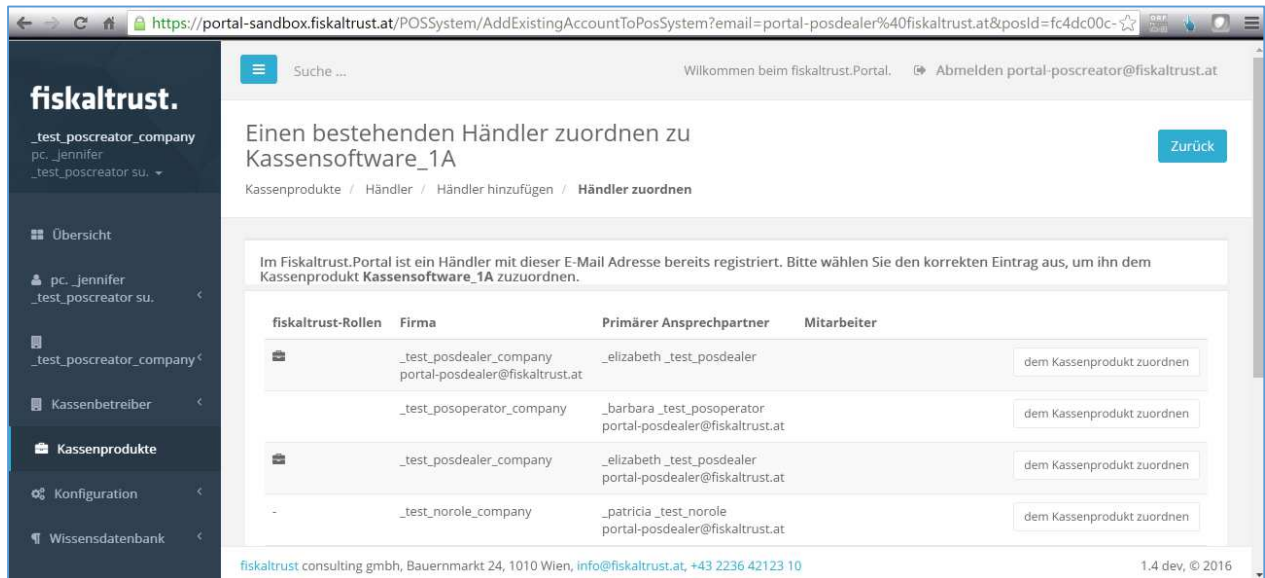 https://portal-sandbox.fiskaltrust.at/POSSystem/AddExistingAccountToPosSystem?email=portal-posdealer%40fiskaltrust.at&posId=fc4dc00c-
fiskaltrust.
_test_poscreator_company
pc. _jennifer
_test_poscreator su.
Übersicht
pc. _jennifer
_test_poscreator su.
_test_poscreator_company
Kassenbetreiber
Kassenprodukte
Konfiguration
Wissensdatenbank
Suche ...
Wilkommen beim fiskaltrust.Portal. Abmelden portal-poscreator@fiskaltrust.at
Einen bestehenden Händler zuordnen zu
Kassensoftware_1A
Zurück
Kassenprodukte / Händler / Händler hinzufügen / Händler zuordnen
Im Fiskaltrust.Portal ist ein Händler mit dieser E-Mail Adresse bereits registriert. Bitte wählen Sie den korrekten Eintrag aus, um ihn dem
Kassenprodukt Kassensoftware_1A zuzuordnen.
fiskaltrust-Rollen Firma Primärer Ansprechpartner Mitarbeiter
_test_posdealer_company _elizabeth _test_posdealer
portal-posdealer@fiskaltrust.at
dem Kassenprodukt zuordnen
_test_posoperator_company _barbara _test_posoperator
portal-posdealer@fiskaltrust.at
dem Kassenprodukt zuordnen
_test_posdealer_company _elizabeth _test_posdealer
portal-posdealer@fiskaltrust.at
dem Kassenprodukt zuordnen
- _test_norole_company _patricia _test_norole
portal-posdealer@fiskaltrust.at
dem Kassenprodukt zuordnen
fiskaltrust consulting gmbh, Bauernmarkt 24, 1010 Wien, info@fiskaltrust.at, +43 2236 42123 10
1.4 dev, © 2016